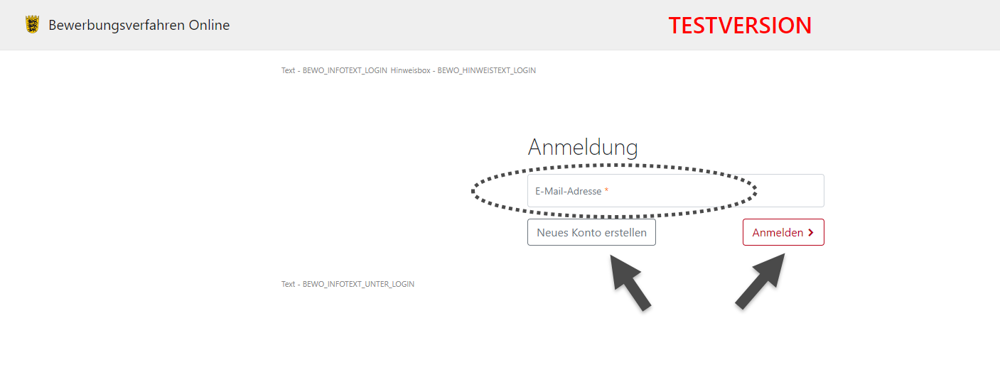 Bewerbungsverfahren Online
TESTVERSION
Text - BEWO_INFOTEXT_LOGIN Hinweisbox - BEWO_HINWEISTEXT_LOGIN
Anmeldung
E-Mail-Adresse *
Neues Konto erstellen
Anmelden
Text - BEWO_INFOTEXT_UNTER_LOGIN